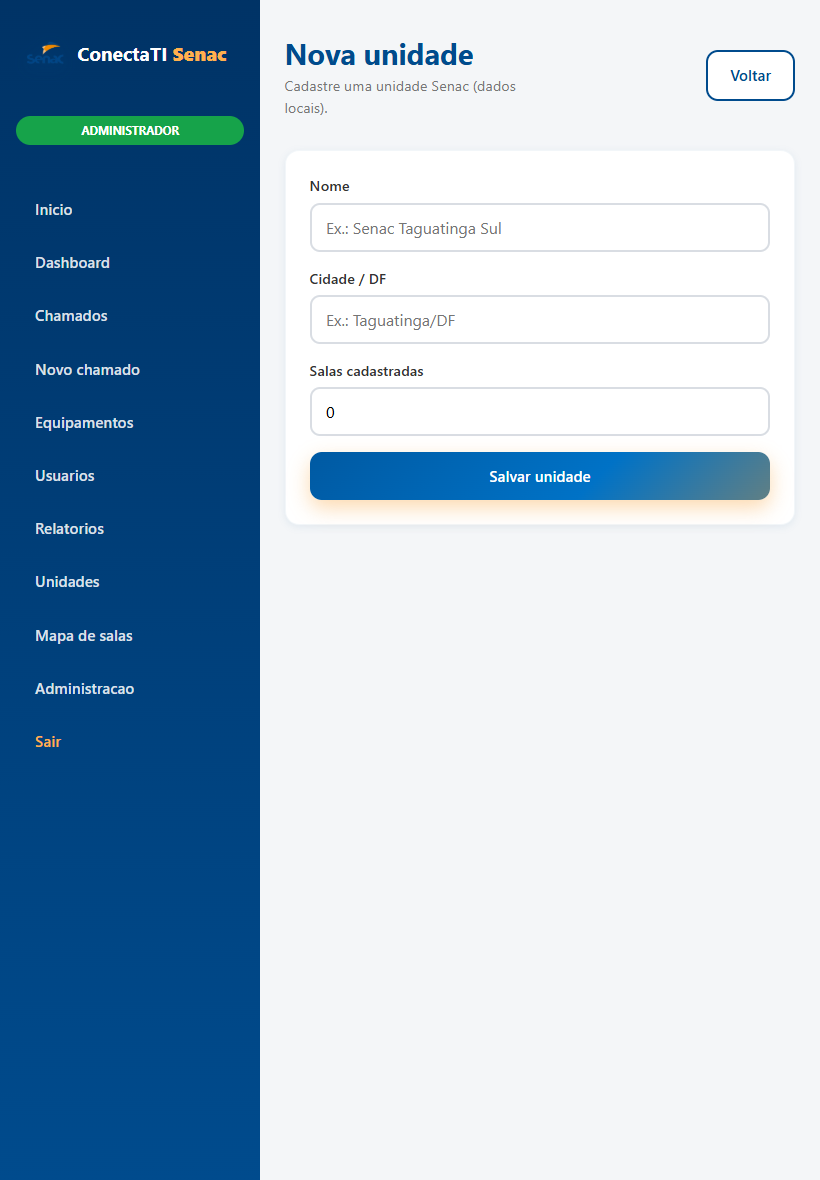 Senac
ConectaTI Senac
ADMINISTRADOR
Inicio
Dashboard
Chamados
Novo chamado
Equipamentos
Usuarios
Relatorios
Unidades
Mapa de salas
Administracao
Sair
Nova unidade
Cadastre uma unidade Senac (dados
locais).
Voltar
Nome
Ex.: Senac Taguatinga Sul
Cidade / DF
Ex.: Taguatinga/DF
Salas cadastradas
0
Salvar unidade